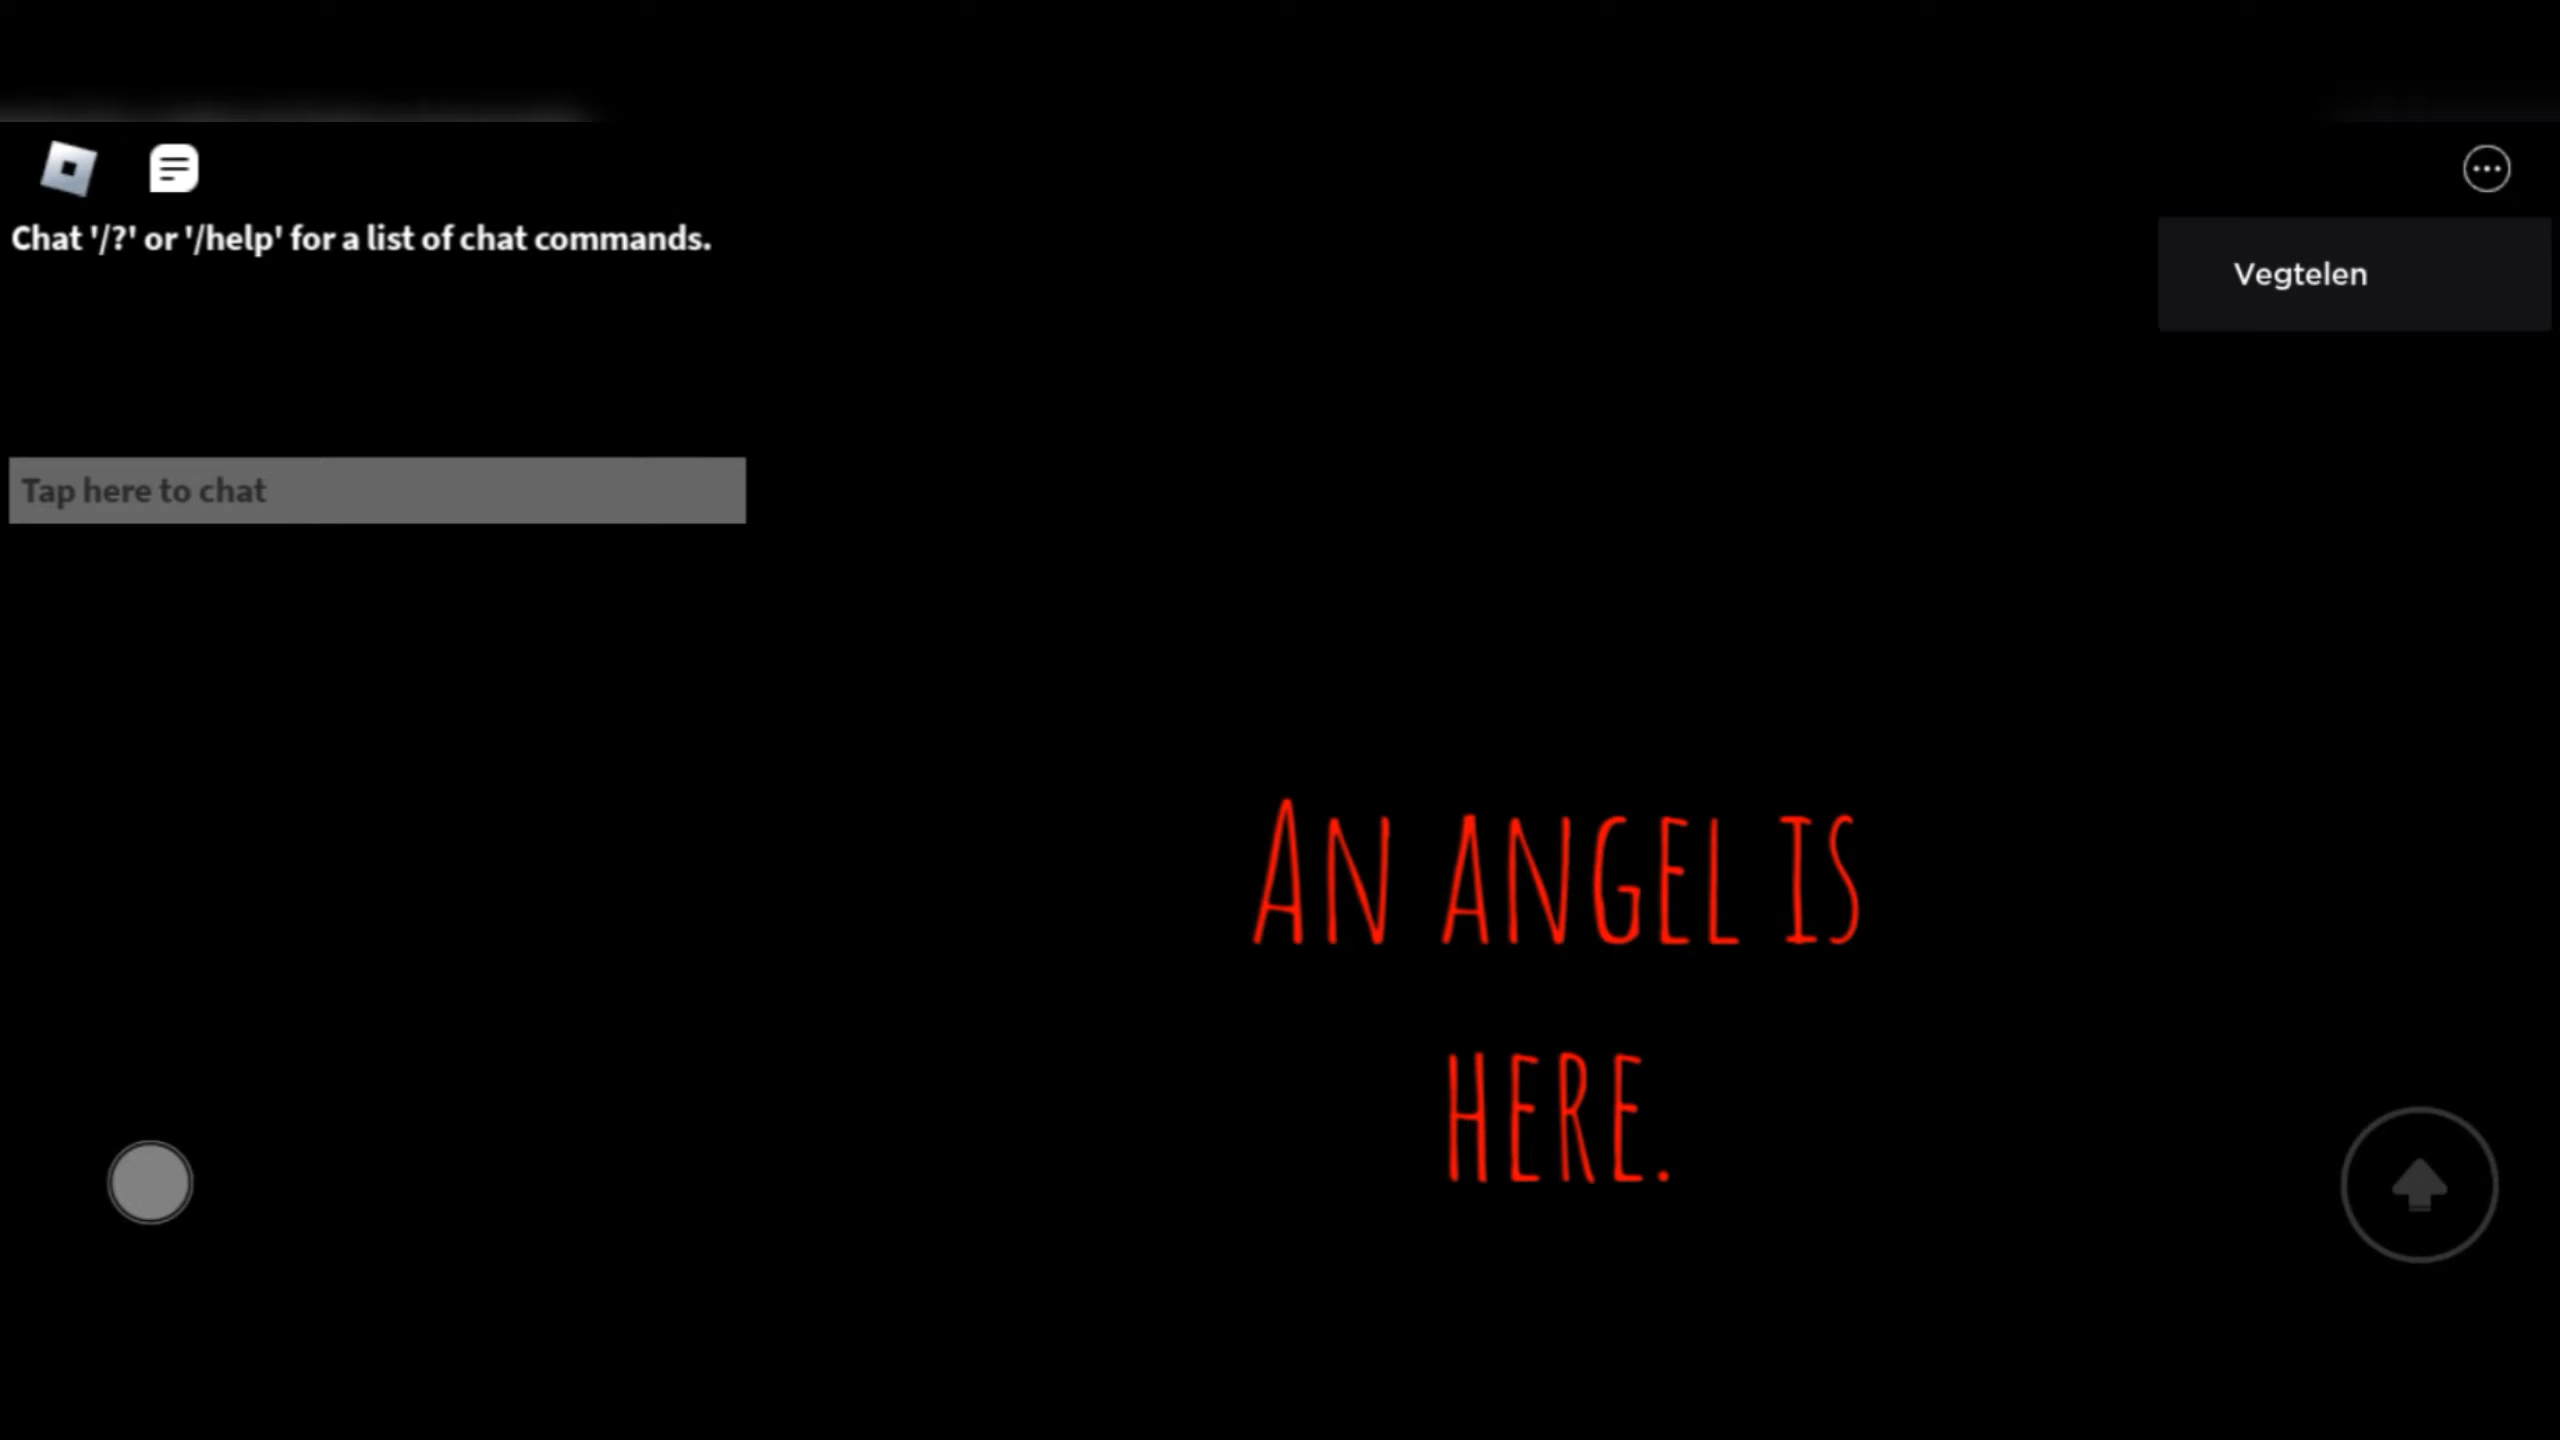 Chat '/?' or '/help' for a list of chat commands.
Vegtelen
Tap here to chat
An angel is
here.